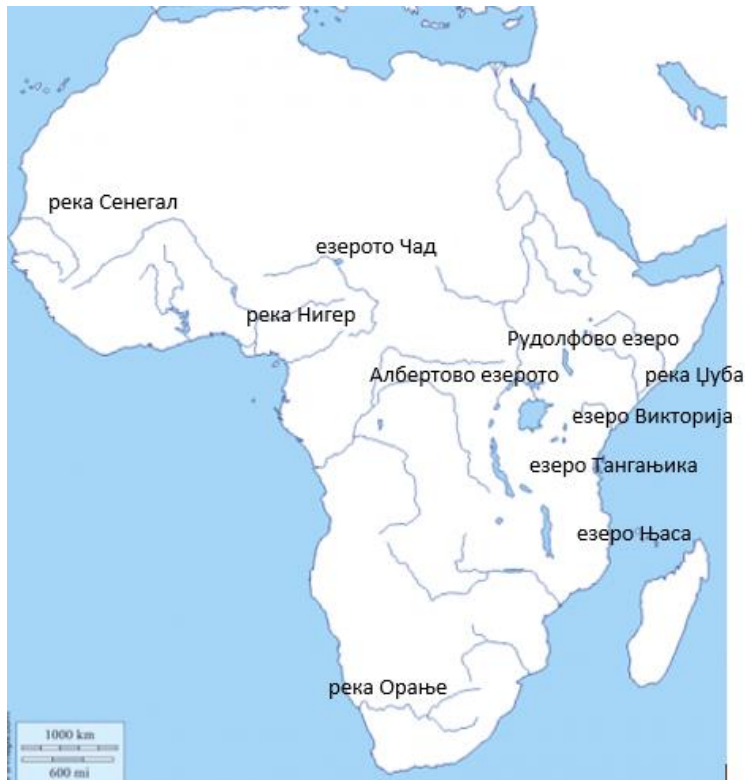 река Сенегал
езерото Чад
река Нигер
Рудолфово езеро
Албертово езерото
река Џуба
езеро Викторија
езеро Тангањика
езеро Њаса
река Орање
1000 km
600 mi